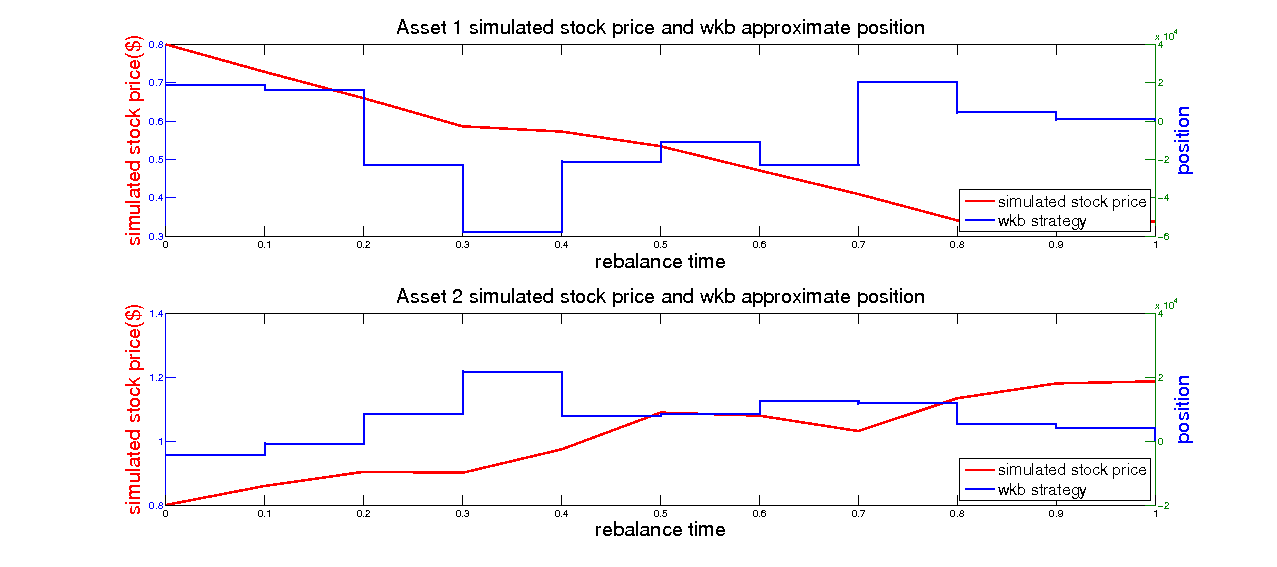 Asset 1 simulated stock price and wkb approximate position
x 10^4
simulated stock price($)
0.8
0.7
0.6
0.5
0.4
0.3
4
2
0
−2
−4
−6
position
simulated stock price
wkb strategy
0 0.1 0.2 0.3 0.4 0.5 0.6 0.7 0.8 0.9 1
rebalance time
Asset 2 simulated stock price and wkb approximate position
x 10^4
simulated stock price($)
1.4
1.2
1
0.8
4
2
0
−2
position
simulated stock price
wkb strategy
0 0.1 0.2 0.3 0.4 0.5 0.6 0.7 0.8 0.9 1
rebalance time